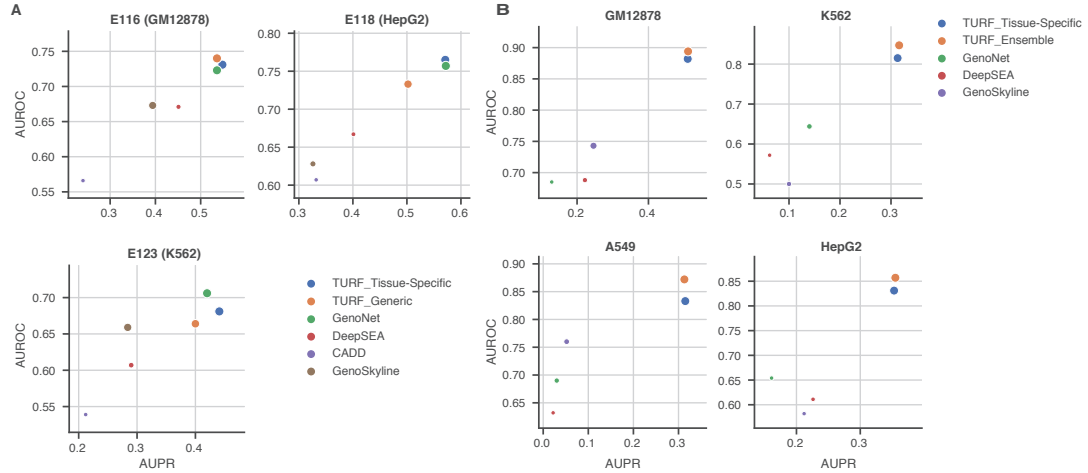 A
E116 (GM12878)
AUROC
0.75
0.70
0.65
0.60
0.55
0.3
0.4
0.5
E118 (HepG2)
0.80
0.75
0.70
0.65
0.60
0.3
0.4
0.5
0.6
E123 (K562)
AUROC
0.70
0.65
0.60
0.55
0.2
0.3
0.4
AUPR
TURF_Tissue-Specific
TURF_Generic
GenoNet
DeepSEA
CADD
GenoSkyline
B
GM12878
AUROC
0.90
0.85
0.80
0.75
0.70
0.2
0.4
K562
0.8
0.7
0.6
0.5
0.1
0.2
0.3
TURF_Tissue-Specific
TURF_Ensemble
GenoNet
DeepSEA
GenoSkyline
A549
AUROC
0.90
0.85
0.80
0.75
0.70
0.65
0.0
0.1
0.2
0.3
AUPR
HepG2
0.85
0.80
0.75
0.70
0.65
0.60
0.2
0.3
AUPR